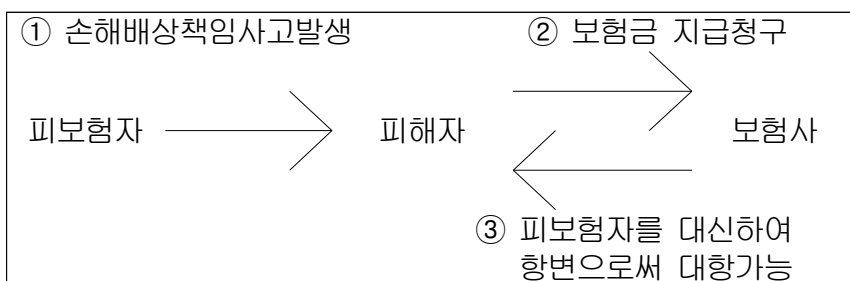 ① 손해배상책임사고발생
② 보험금 지급청구
피보험자
피해자
보험사
③ 피보험자를 대신하여
항변으로써 대항가능